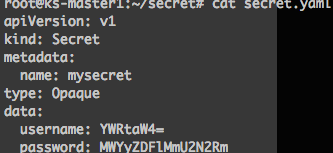 root@ks-master1:~/secret# cat secret.yaml
apiVersion: v1
kind: Secret
metadata:
  name: mysecret
type: Opaque
data:
  username: YWRtaW4=
  password: MWYyZDFlMmU2N2Rm